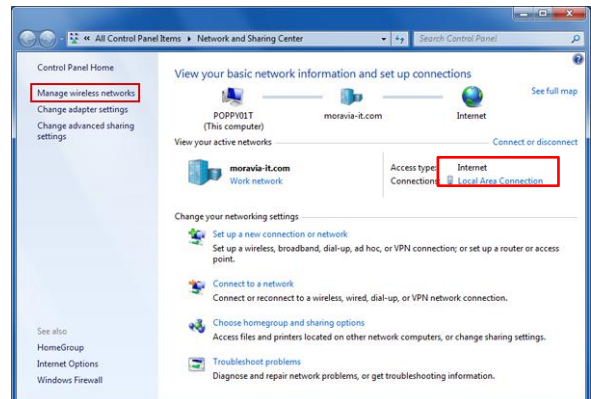 « All Control Panel Items ▸ Network and Sharing Center
Search Control Panel
Control Panel Home
Manage wireless networks
Change adapter settings
Change advanced sharing
settings
See also
HomeGroup
Internet Options
Windows Firewall
View your basic network information and set up connections
See full map
POPPY01T
(This computer)
moravia-it.com
Internet
View your active networks
Connect or disconnect
moravia-it.com
Work network
Access type: Internet
Connections: Local Area Connection
Change your networking settings
Set up a new connection or network
Set up a wireless, broadband, dial-up, ad hoc, or VPN connection; or set up a router or access
point.
Connect to a network
Connect or reconnect to a wireless, wired, dial-up, or VPN network connection.
Choose homegroup and sharing options
Access files and printers located on other network computers, or change sharing settings.
Troubleshoot problems
Diagnose and repair network problems, or get troubleshooting information.